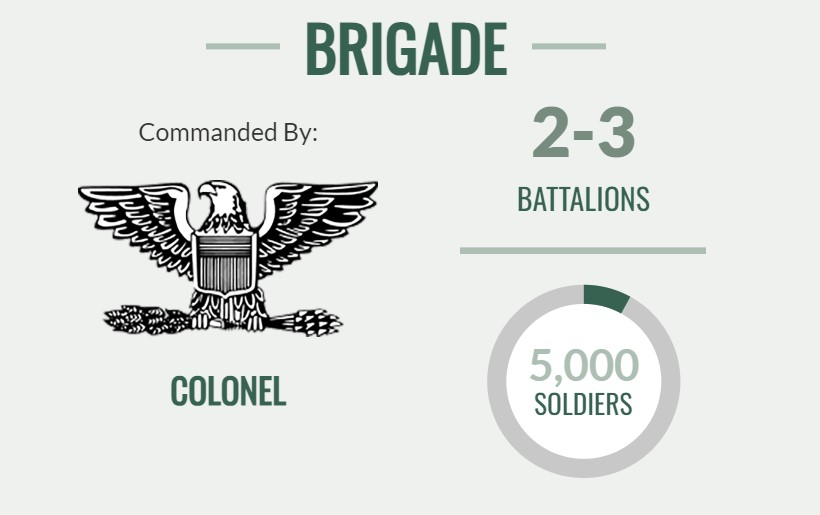 BRIGADE
Commanded By:
COLONEL
2-3
BATTALIONS
5,000
SOLDIERS